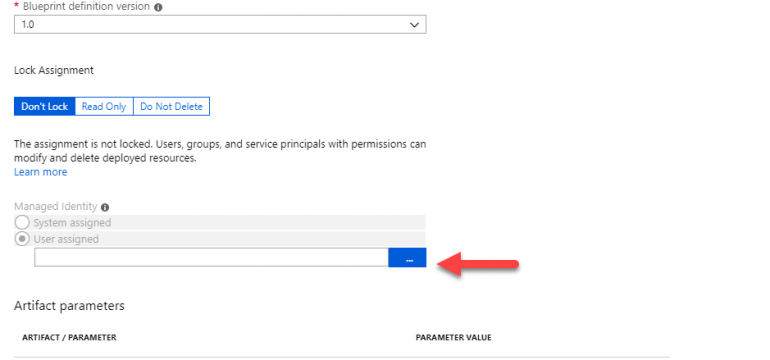 * Blueprint definition version
1.0
Lock Assignment
Don't Lock Read Only Do Not Delete
The assignment is not locked. Users, groups, and service principals with permissions can
modify and delete deployed resources.
Learn more
Managed Identity
System assigned
User assigned
...
Artifact parameters
ARTIFACT / PARAMETER PARAMETER VALUE